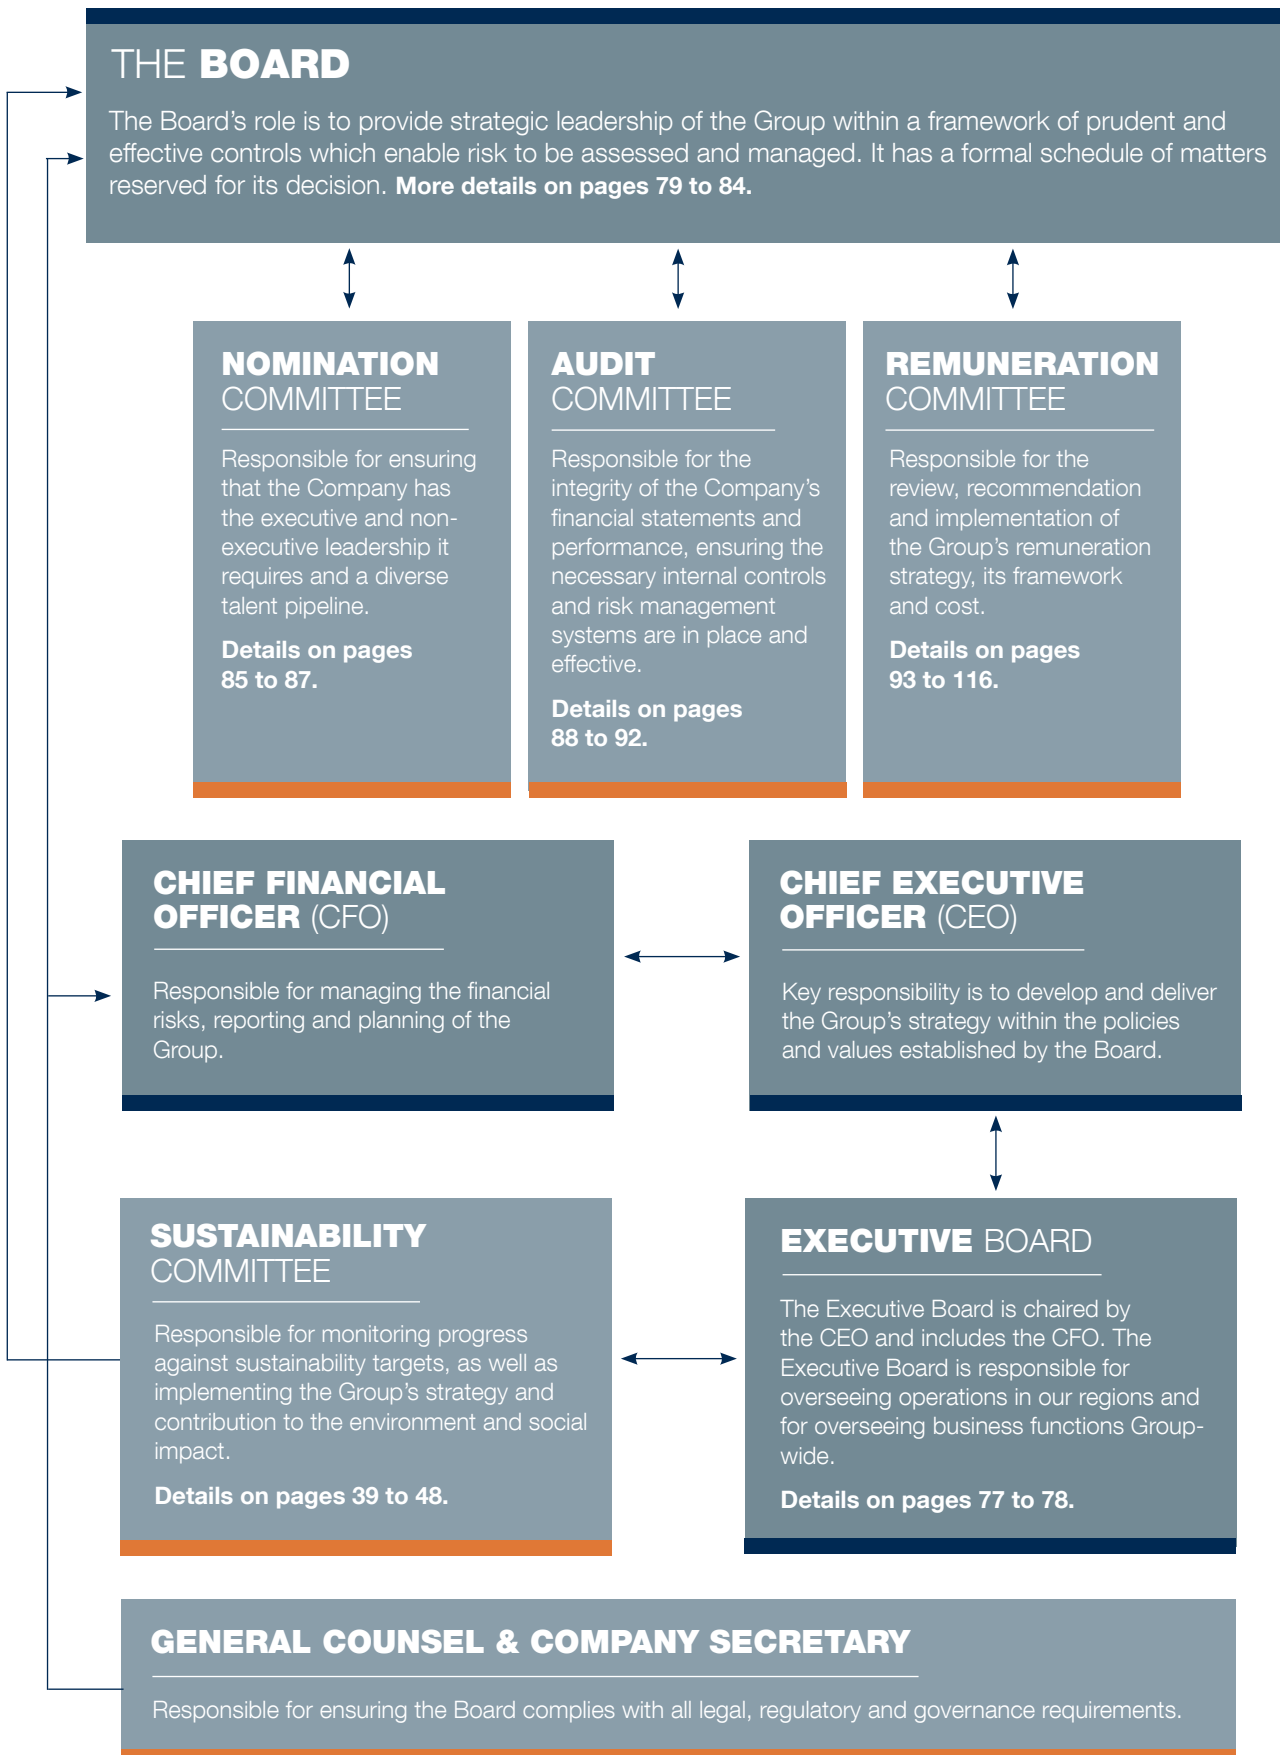 THE BOARD
The Board's role is to provide strategic leadership of the Group within a framework of prudent and
effective controls which enable risk to be assessed and managed. It has a formal schedule of matters
reserved for its decision. More details on pages 79 to 84.
NOMINATION
COMMITTEE
Responsible for ensuring
that the Company has
the executive and non-
executive leadership it
requires and a diverse
talent pipeline.
Details on pages
85 to 87.
AUDIT
COMMITTEE
Responsible for the
integrity of the Company's
financial statements and
performance, ensuring the
necessary internal controls
and risk management
systems are in place and
effective.
Details on pages
88 to 92.
REMUNERATION
COMMITTEE
Responsible for the
review, recommendation
and implementation of
the Group's remuneration
strategy, its framework
and cost.
Details on pages
93 to 116.
CHIEF FINANCIAL
OFFICER (CFO)
Responsible for managing the financial
risks, reporting and planning of the
Group.
CHIEF EXECUTIVE
OFFICER (CEO)
Key responsibility is to develop and deliver
the Group's strategy within the policies
and values established by the Board.
SUSTAINABILITY
COMMITTEE
Responsible for monitoring progress
against sustainability targets, as well as
implementing the Group's strategy and
contribution to the environment and social
impact.
Details on pages 39 to 48.
EXECUTIVE BOARD
The Executive Board is chaired by
the CEO and includes the CFO. The
Executive Board is responsible for
overseeing operations in our regions and
for overseeing business functions Group-
wide.
Details on pages 77 to 78.
GENERAL COUNSEL & COMPANY SECRETARY
Responsible for ensuring the Board complies with all legal, regulatory and governance requirements.